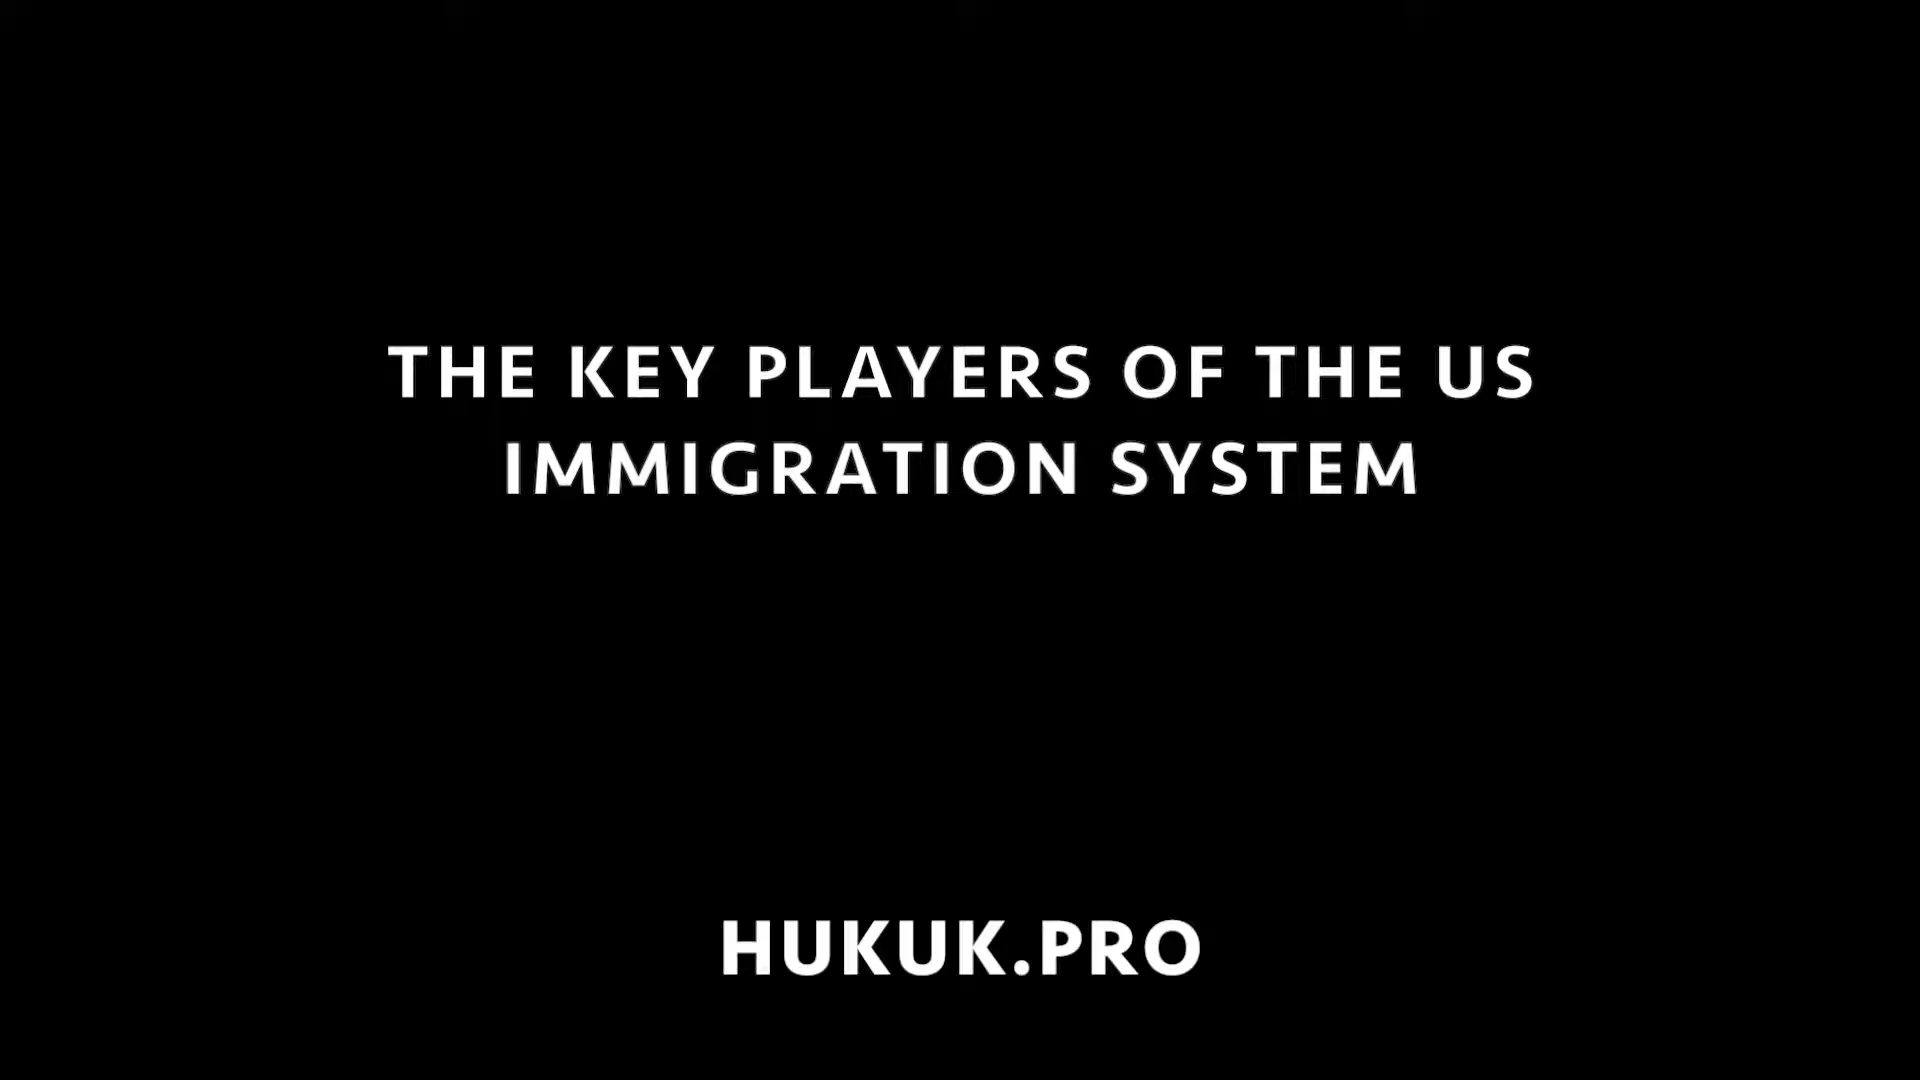 THE KEY PLAYERS OF THE US
IMMIGRATION SYSTEM
HUKUK.PRO